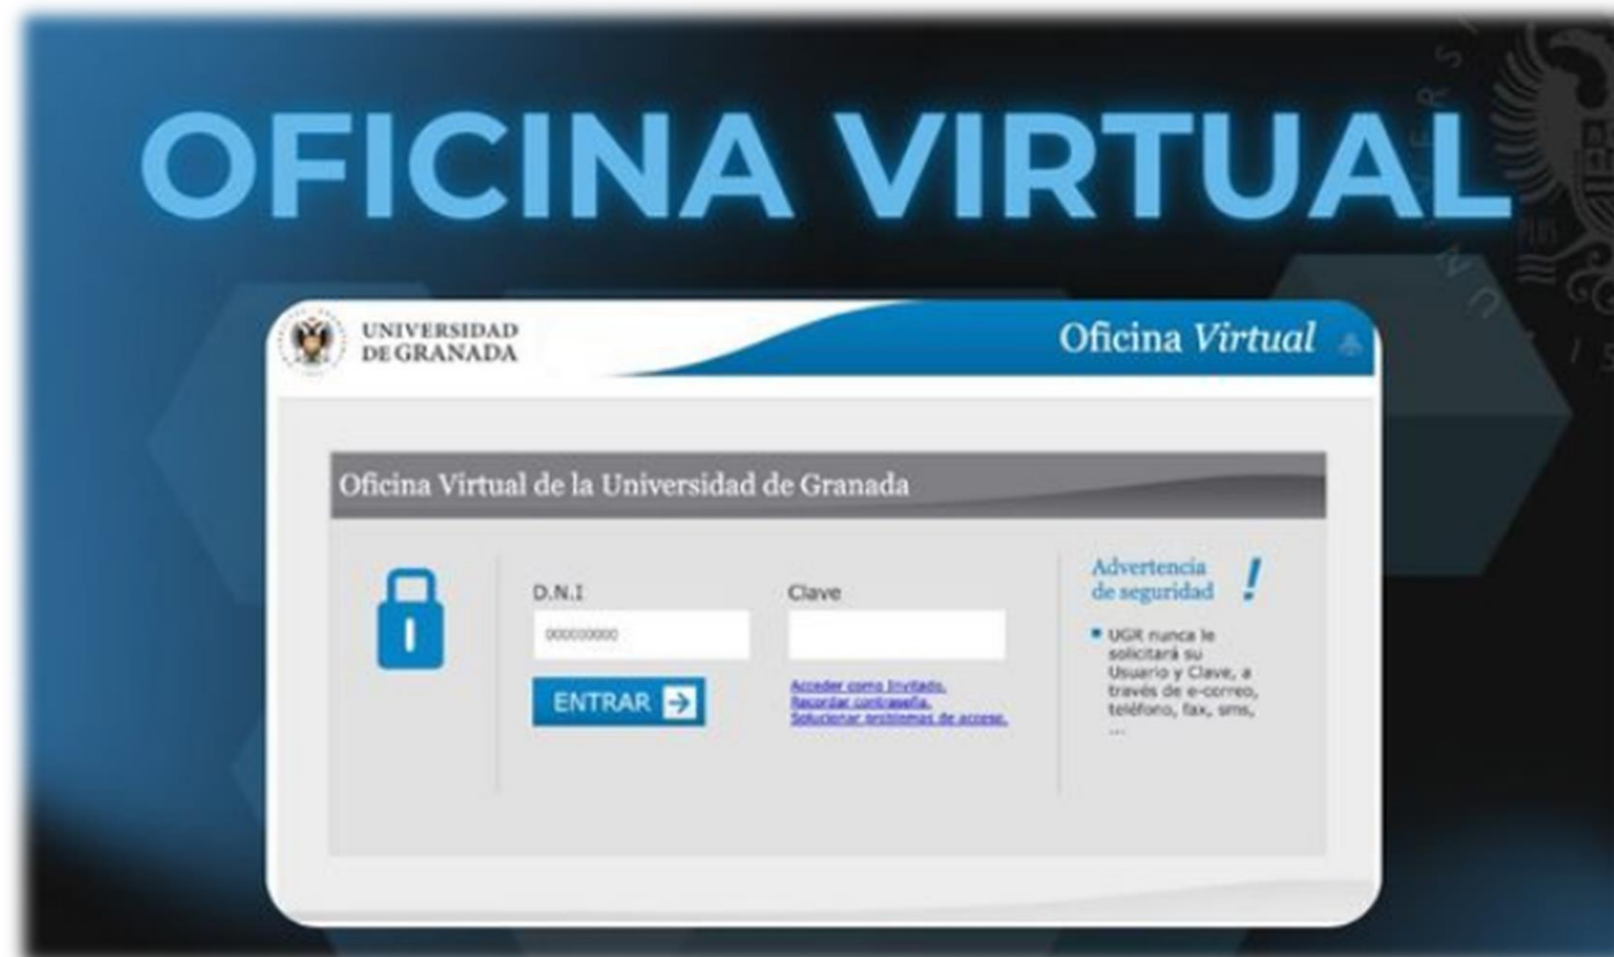 OFICINA VIRTUAL
UNIVERSIDAD
DE GRANADA
Oficina Virtual
Oficina Virtual de la Universidad de Granada
D.N.I
Clave
000000000
ENTRAR
Acceder como Invitado.
Recordar contraseña.
Solucionar problemas de acceso.
Advertencia
de seguridad
!
UGR nunca le
solicitará su
Usuario y Clave, a
través de e-correo,
teléfono, fax, sms,
...
PLUS